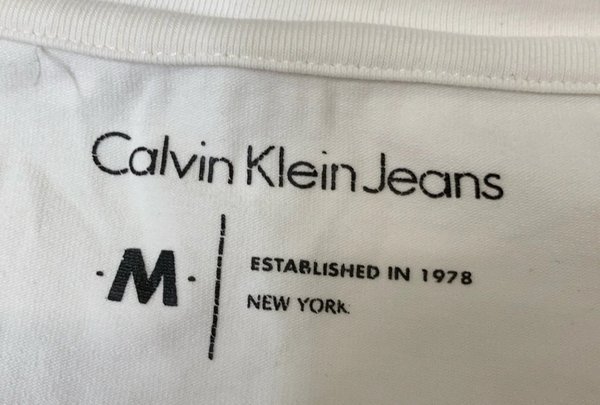 Calvin Klein Jeans
·M·
ESTABLISHED IN 1978
NEW YORK